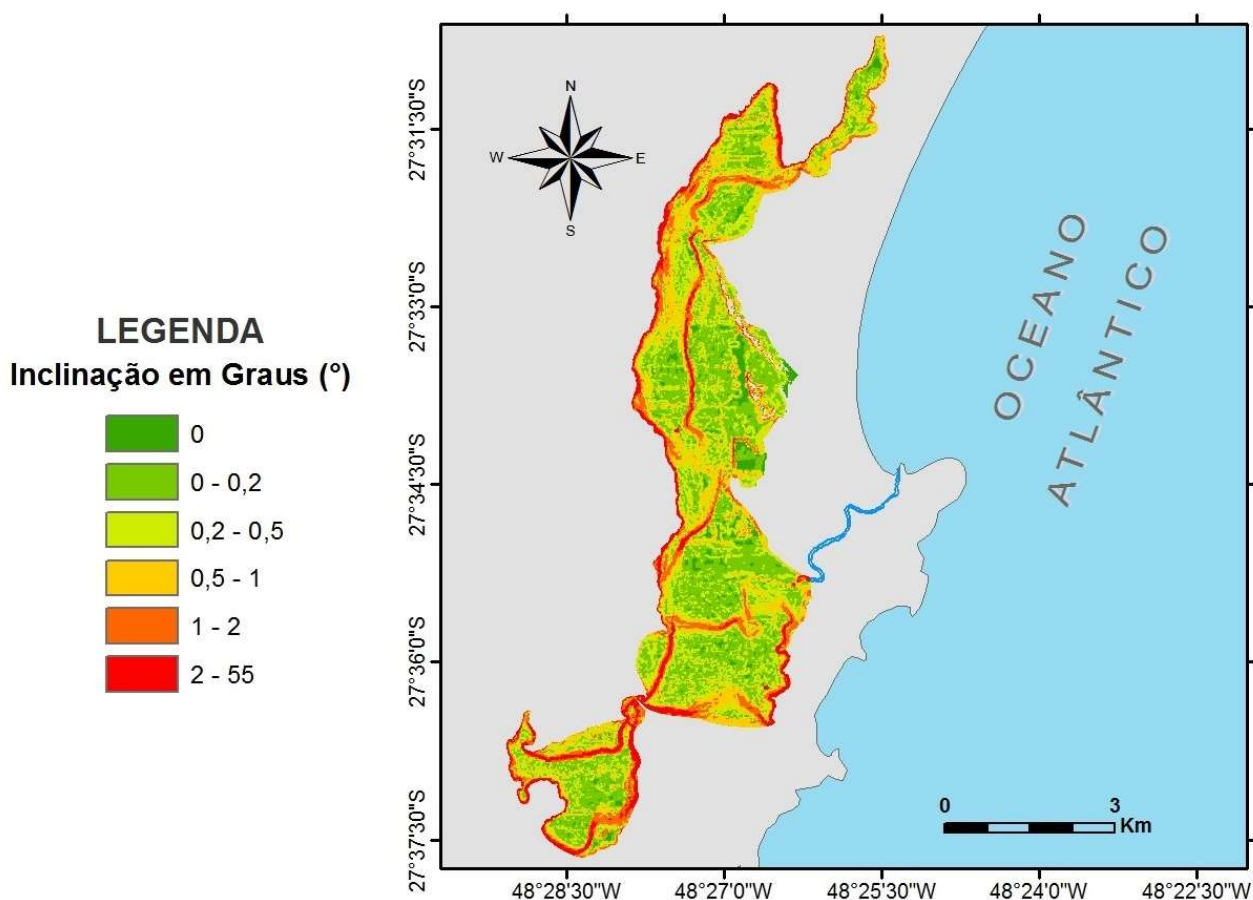 LEGENDA
Inclinação em Graus (°)
0
0 - 0,2
0,2 - 0,5
0,5 - 1
1 - 2
2 - 55
N
W
E
S
OCEANO
ATLÂNTICO
0
3
Km
27°31'30"S
27°33'0"S
27°34'30"S
27°36'0"S
27°37'30"S
48°28'30"W
48°27'0"W
48°25'30"W
48°24'0"W
48°22'30"W